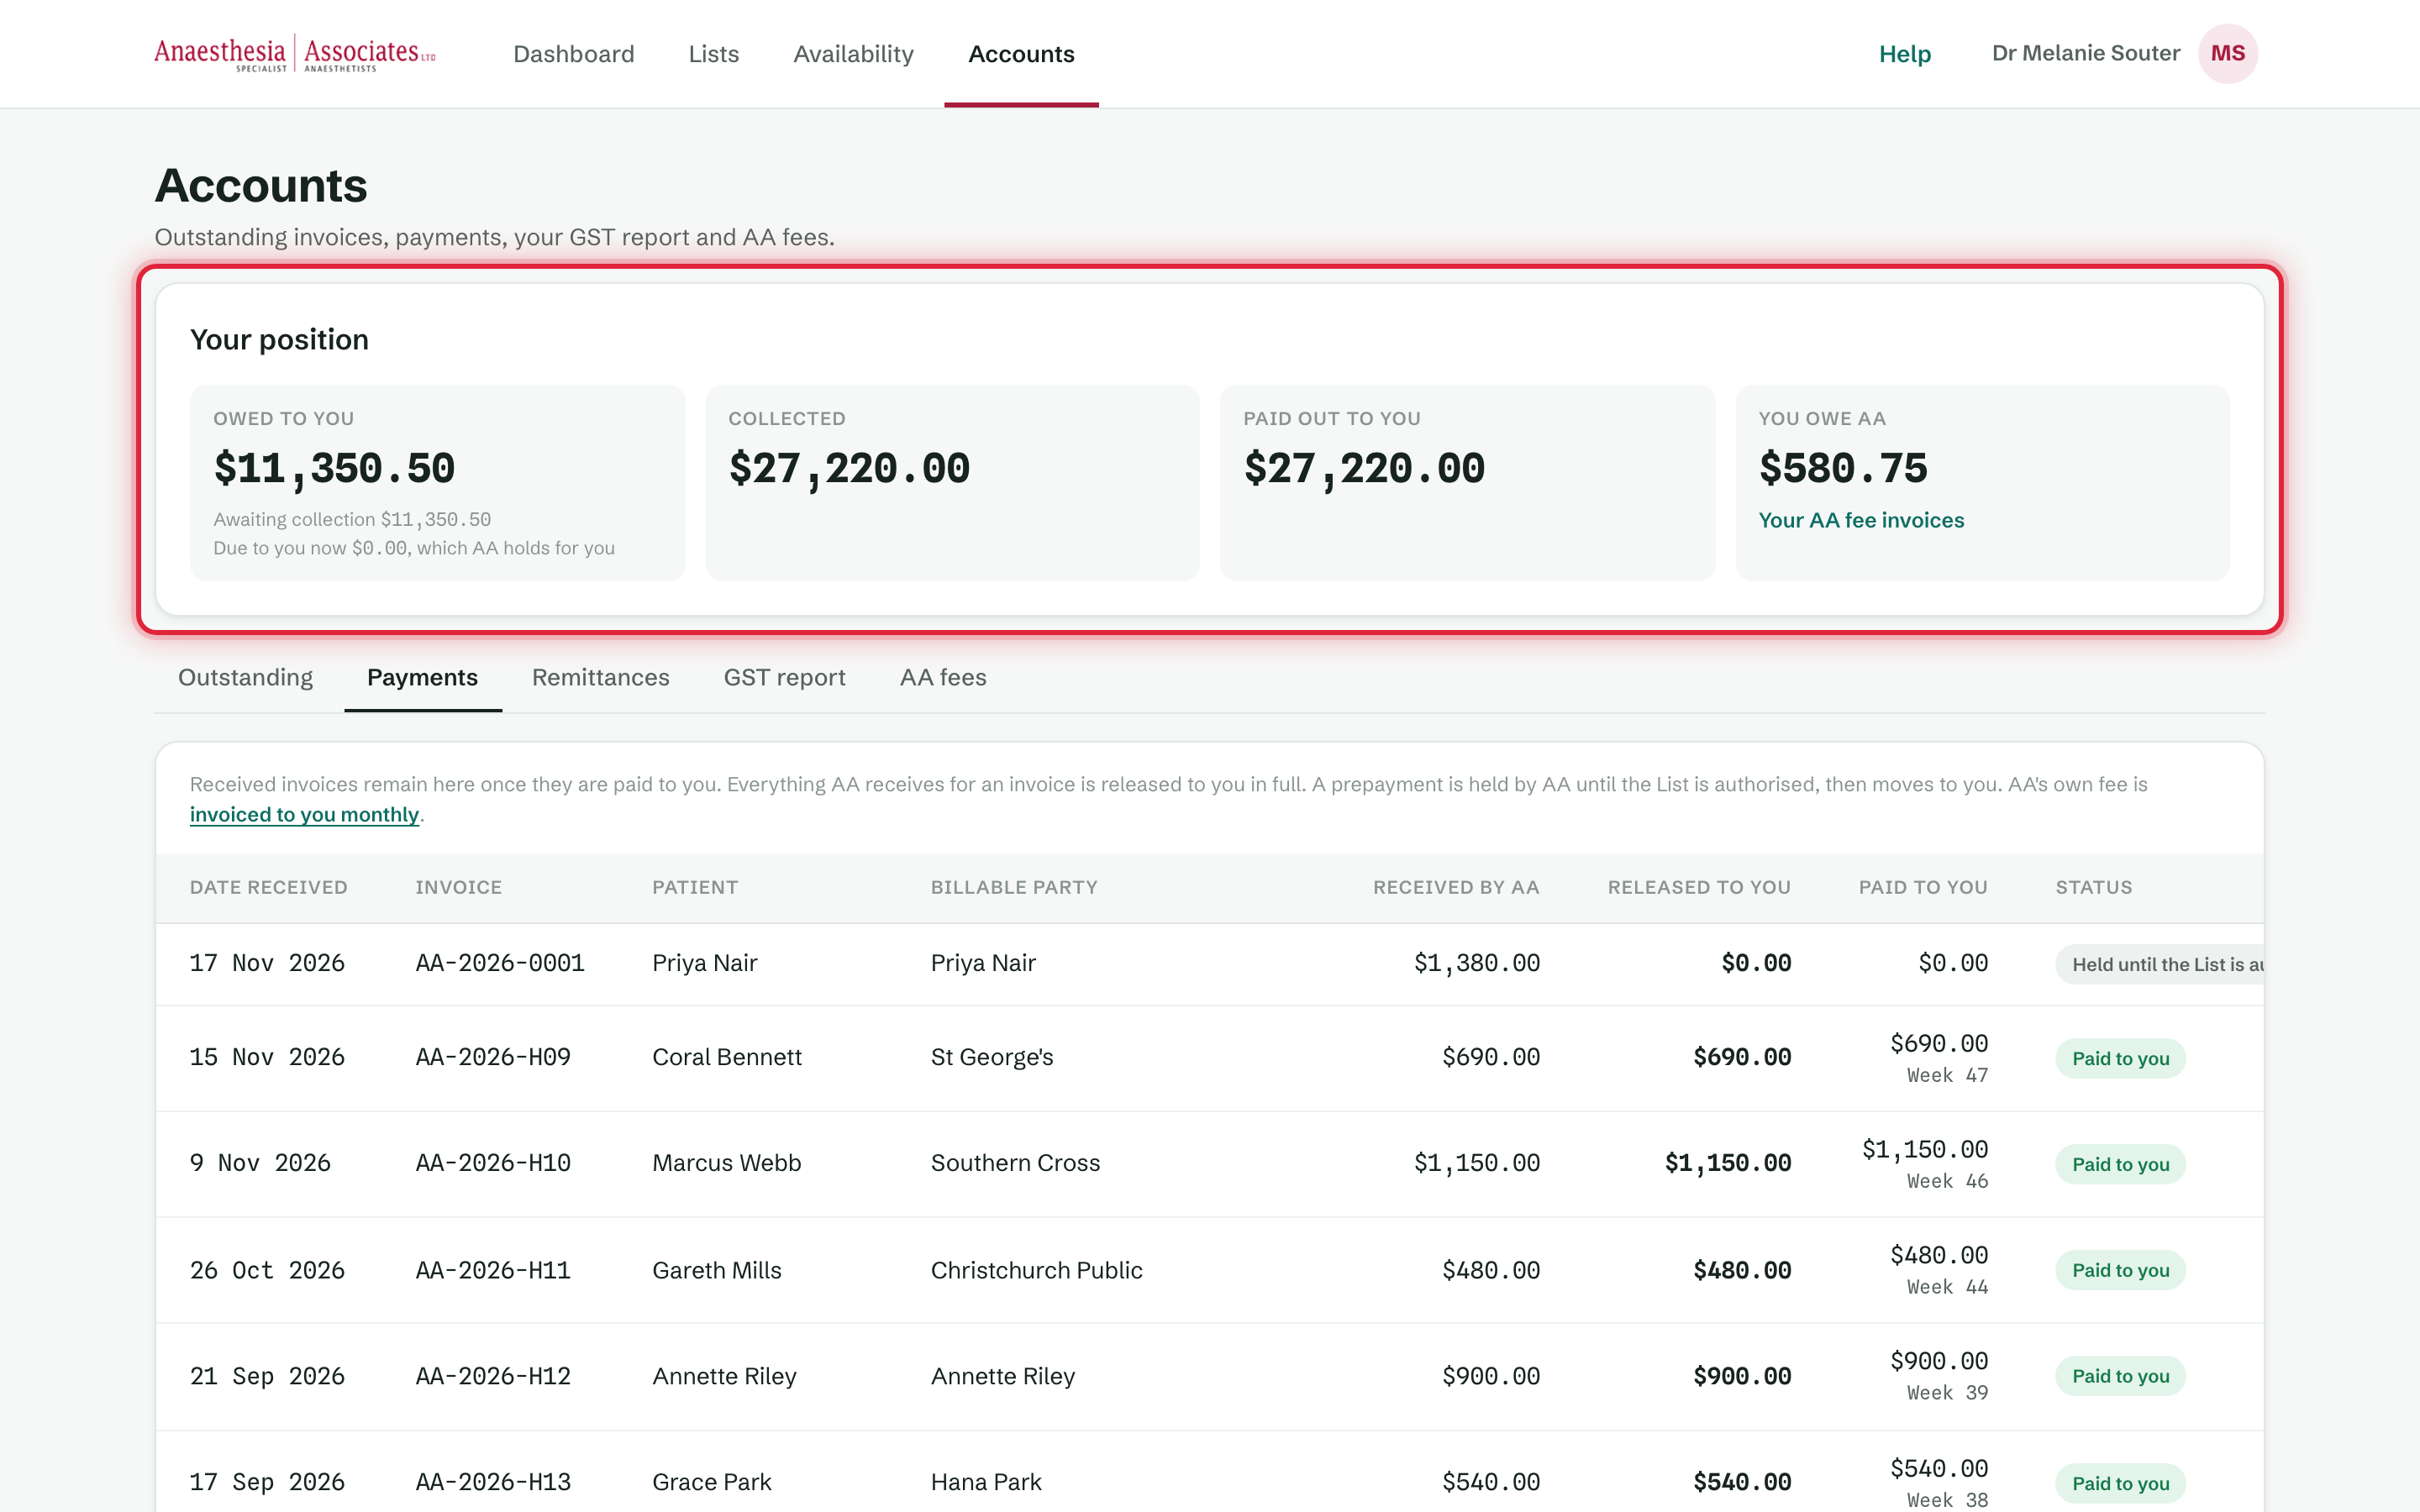 Anaesthesia | Associates LTD
SPECIALIST ANAESTHETISTS
Dashboard
Lists
Availability
Accounts
Help
Dr Melanie Souter
MS
Accounts
Outstanding invoices, payments, your GST report and AA fees.
Your position
OWED TO YOU
$11,350.50
Awaiting collection $11,350.50
Due to you now $0.00, which AA holds for you
COLLECTED
$27,220.00
PAID OUT TO YOU
$27,220.00
YOU OWE AA
$580.75
Your AA fee invoices
Outstanding
Payments
Remittances
GST report
AA fees
Received invoices remain here once they are paid to you. Everything AA receives for an invoice is released to you in full. A prepayment is held by AA until the List is authorised, then moves to you. AA's own fee is
invoiced to you monthly.
DATE RECEIVED INVOICE PATIENT BILLABLE PARTY RECEIVED BY AA RELEASED TO YOU PAID TO YOU STATUS
17 Nov 2026 AA-2026-0001 Priya Nair Priya Nair $1,380.00 $0.00 $0.00 Held until the List is
15 Nov 2026 AA-2026-H09 Coral Bennett St George's $690.00 $690.00 $690.00 Paid to you
Week 47
9 Nov 2026 AA-2026-H10 Marcus Webb Southern Cross $1,150.00 $1,150.00 $1,150.00 Paid to you
Week 46
26 Oct 2026 AA-2026-H11 Gareth Mills Christchurch Public $480.00 $480.00 $480.00 Paid to you
Week 44
21 Sep 2026 AA-2026-H12 Annette Riley Annette Riley $900.00 $900.00 $900.00 Paid to you
Week 39
17 Sep 2026 AA-2026-H13 Grace Park Hana Park $540.00 $540.00 $540.00 Paid to you
Week 38